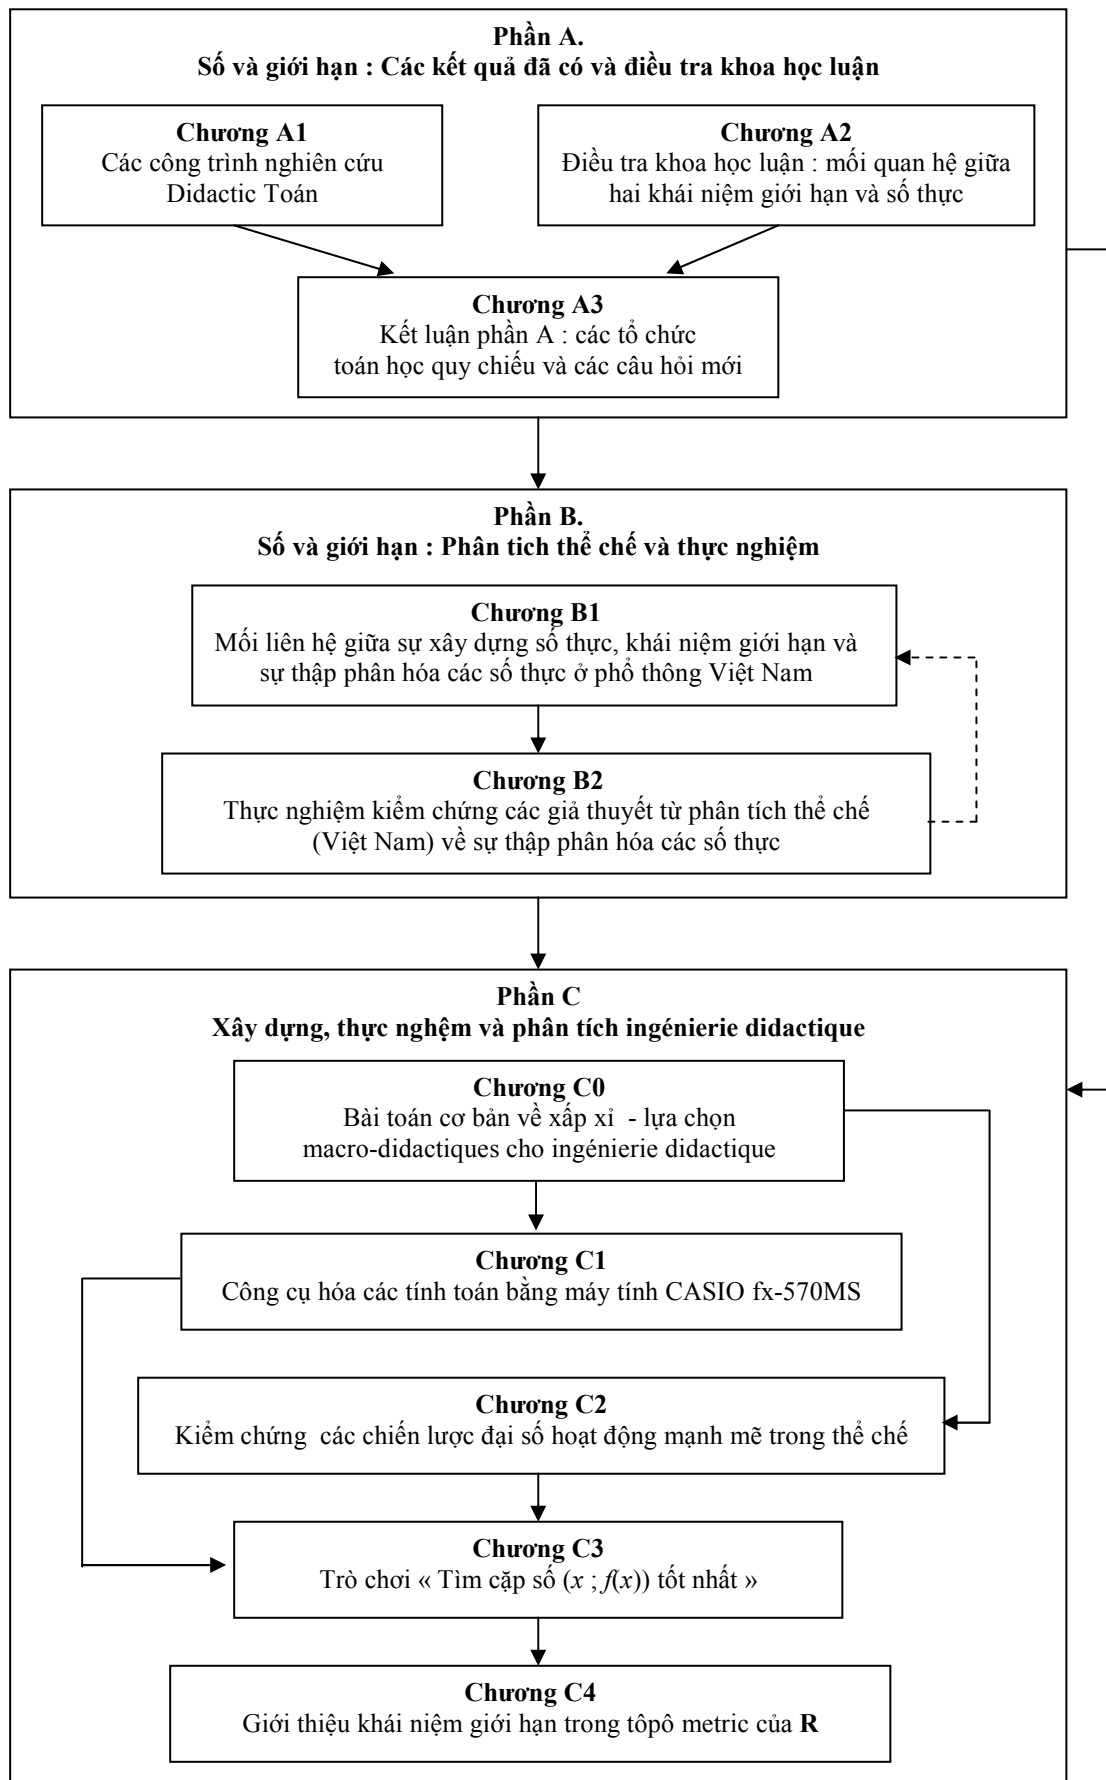 Phần A.
Số và giới hạn : Các kết quả đã có và điều tra khoa học luận
Chương A1
Các công trình nghiên cứu
Didactic Toán
Chương A2
Điều tra khoa học luận : mối quan hệ giữa
hai khái niệm giới hạn và số thực
Chương A3
Kết luận phần A : các tổ chức
toán học quy chiếu và các câu hỏi mới
Phần B.
Số và giới hạn : Phân tich thể chế và thực nghiệm
Chương B1
Mối liên hệ giữa sự xây dựng số thực, khái niệm giới hạn và
sự thập phân hóa các số thực ở phổ thông Việt Nam
Chương B2
Thực nghiệm kiểm chứng các giả thuyết từ phân tích thể chế
(Việt Nam) về sự thập phân hóa các số thực
Phần C
Xây dựng, thực nghệm và phân tích ingénierie didactique
Chương C0
Bài toán cơ bản về xấp xỉ - lựa chọn
macro-didactiques cho ingénierie didactique
Chương C1
Công cụ hóa các tính toán bằng máy tính CASIO fx-570MS
Chương C2
Kiểm chứng các chiến lược đại số hoạt động mạnh mẽ trong thể chế
Chương C3
Trò chơi « Tìm cặp số (x ; f(x)) tốt nhất »
Chương C4
Giới thiệu khái niệm giới hạn trong tôpô metric của R